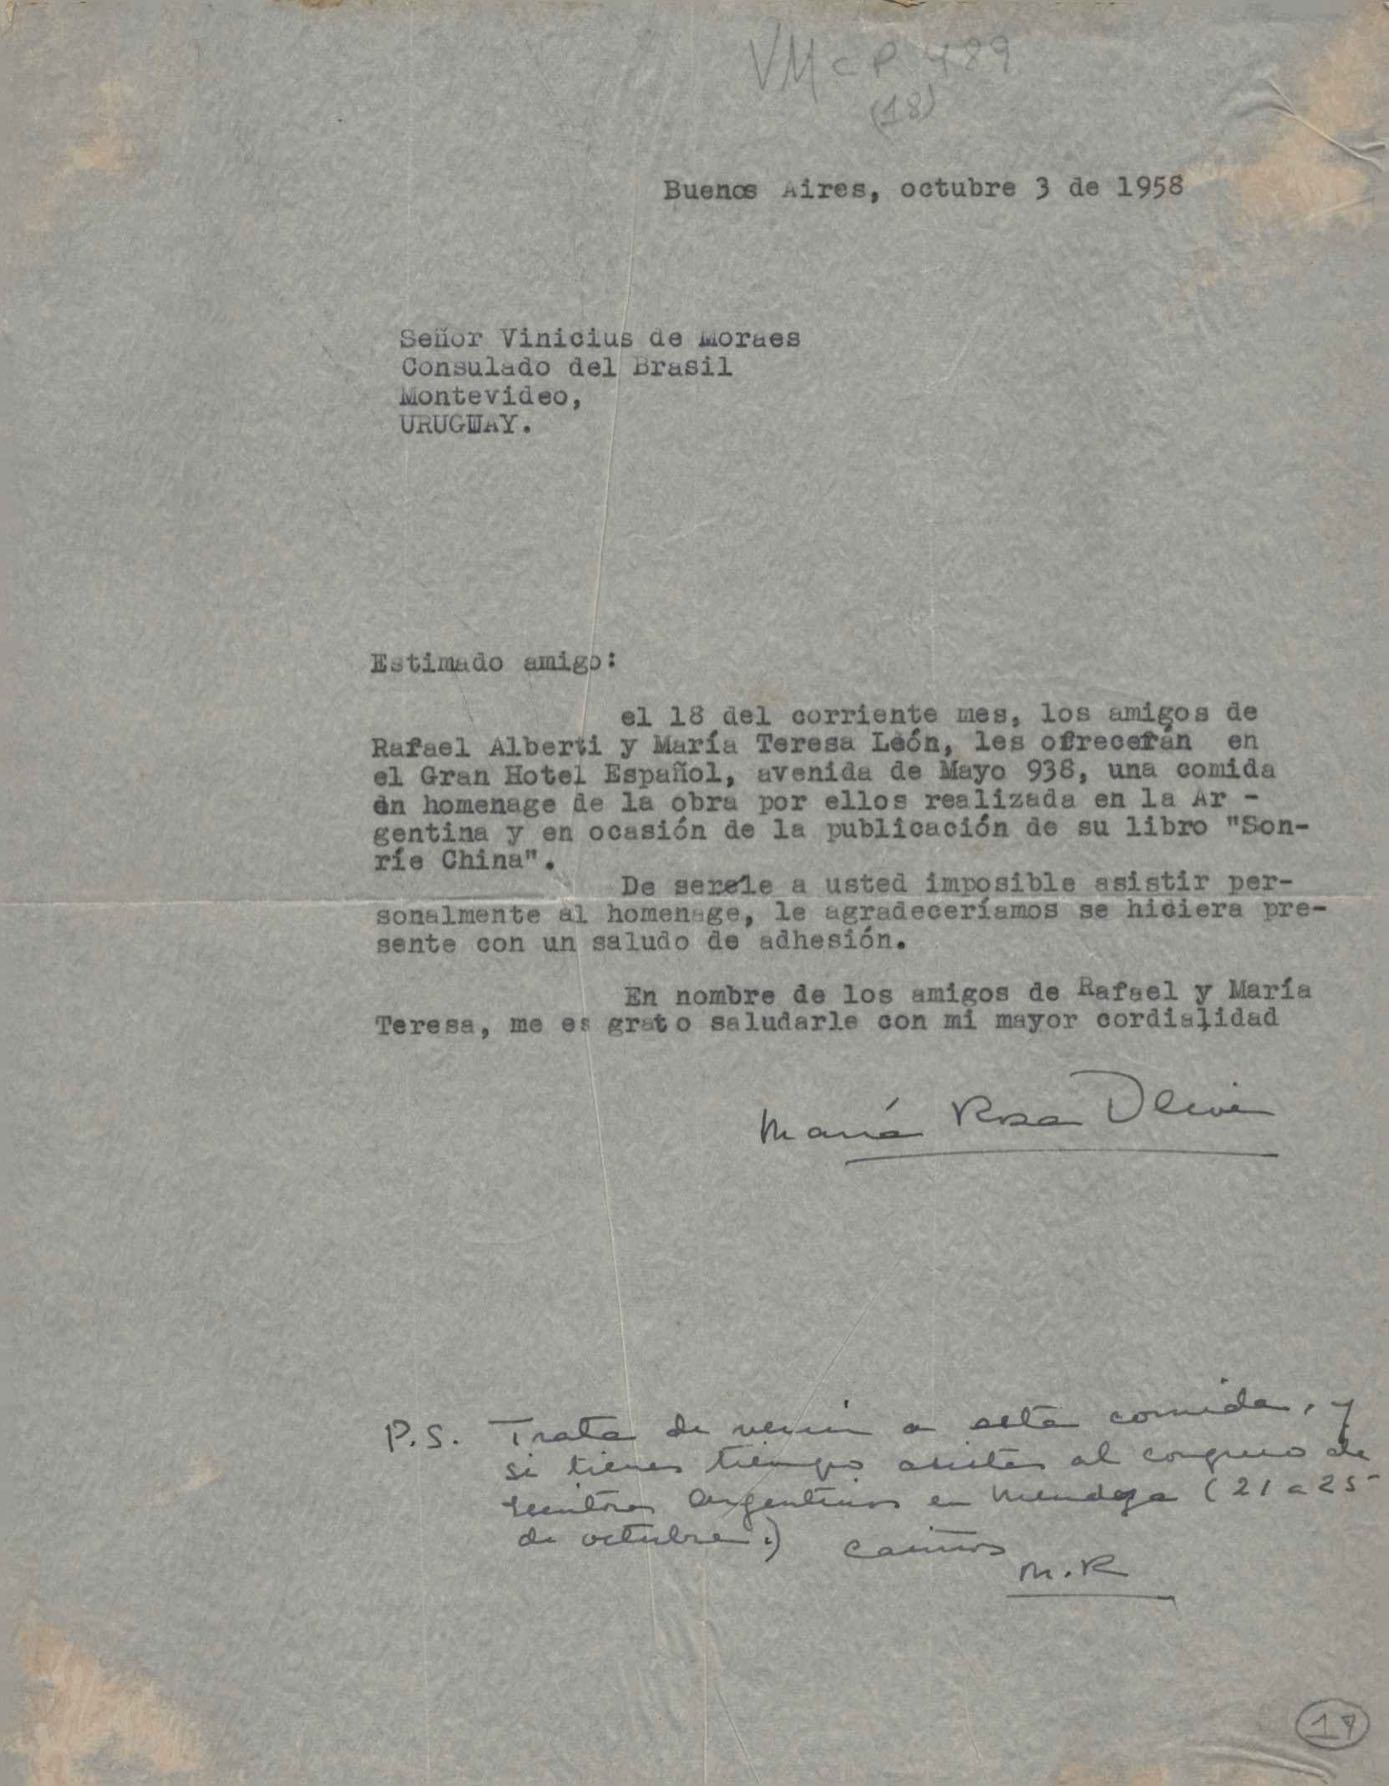 VMcP 489
(18)
Buenos Aires, octubre 3 de 1958
Señor Vinicius de Moraes
Consulado del Brasil
Montevideo,
URUGUAY.
Estimado amigo:
el 18 del corriente mes, los amigos de
Rafael Alberti y María Teresa León, les ofrecerán en
el Gran Hotel Español, avenida de Mayo 938, una comida
en homenage de la obra por ellos realizada en la Ar -
gentina y en ocasión de la publicación de su libro "Son-
ríe China".
De serele a usted imposible asistir per-
sonalmente al homenage, le agradeceríamos se hiciera pre-
sente con un saludo de adhesión.
En nombre de los amigos de Rafael y María
Teresa, me es grato saludarle con mi mayor cordialidad
María Rosa Oliver
P.S. Trata de venir a esta comida, y
si tienes tiempo asiste al congreso de
escritores argentinos en Mendoza (21 a 25
de octubre.) Cariños
M.R